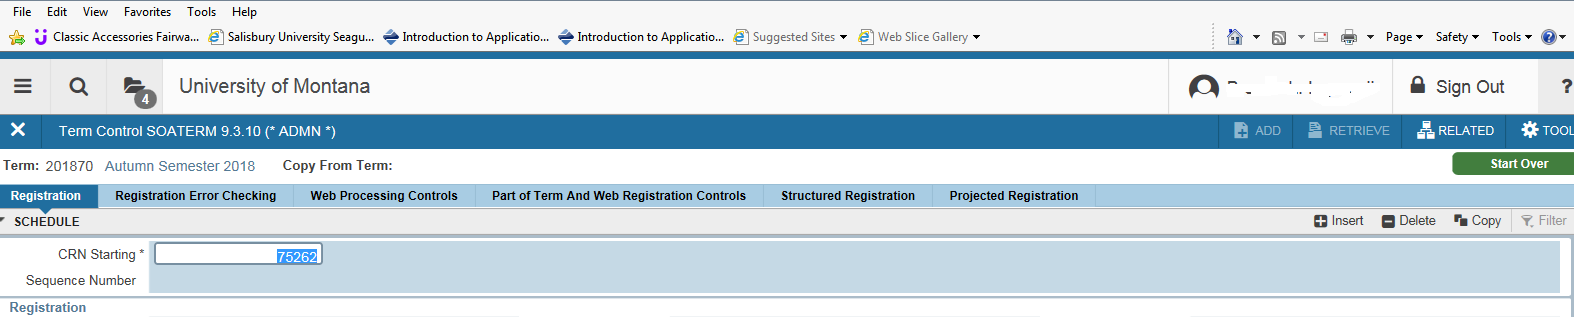 File Edit View Favorites Tools Help
Classic Accessories Fairwa... Salisbury University Seagu... Introduction to Applicatio... Introduction to Applicatio... Suggested Sites Web Slice Gallery Page Safety Tools ?
4 University of Montana Sign Out ?
Term Control SOATERM 9.3.10 (* ADMN *) ADD RETRIEVE RELATED TOOL
Term: 201870 Autumn Semester 2018 Copy From Term: Start Over
Registration Registration Error Checking Web Processing Controls Part of Term And Web Registration Controls Structured Registration Projected Registration
SCHEDULE Insert Delete Copy Filter
CRN Starting * 75262
Sequence Number
Registration